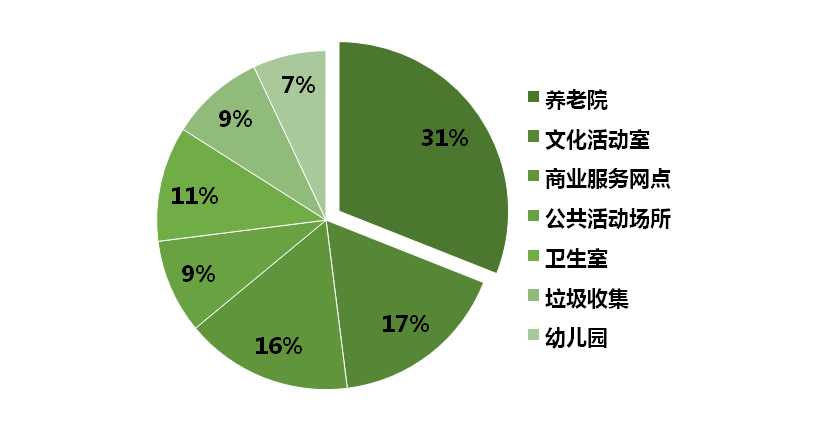 31%
17%
16%
9%
11%
9%
7%
养老院
文化活动室
商业服务网点
公共活动场所
卫生室
垃圾收集
幼儿园